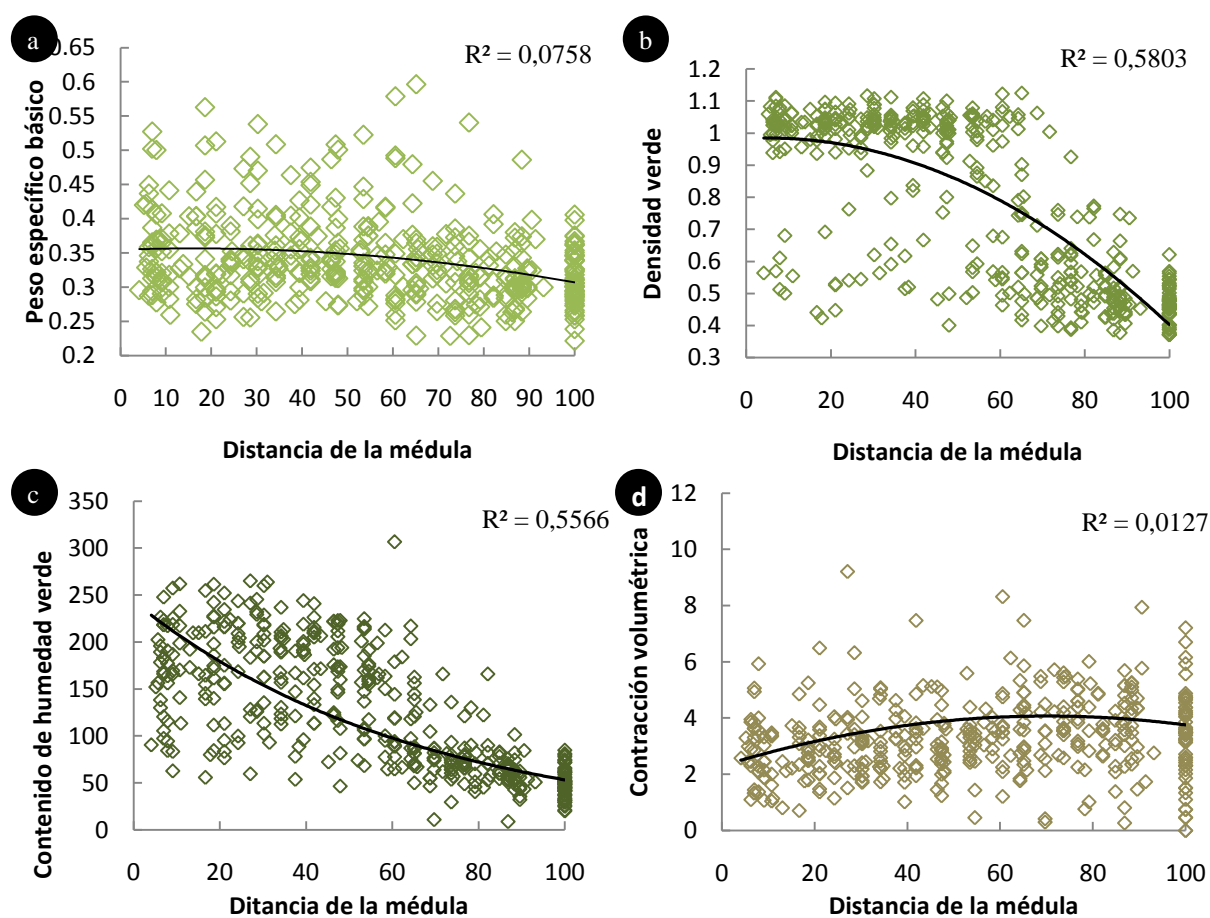 a
R² = 0,0758
Peso específico básico
0.65
0.6
0.55
0.5
0.45
0.4
0.35
0.3
0.25
0.2
0 10 20 30 40 50 60 70 80 90 100
Distancia de la médula
b
R² = 0,5803
Densidad verde
1.2
1.1
1
0.9
0.8
0.7
0.6
0.5
0.4
0.3
0 20 40 60 80 100
Distancia de la médula
c
R² = 0,5566
Contenido de humedad verde
350
300
250
200
150
100
50
0
0 20 40 60 80 100
Ditancia de la médula
d
R² = 0,0127
Contracción volumétrica
12
10
8
6
4
2
0
0 20 40 60 80 100
Distancia de la médula